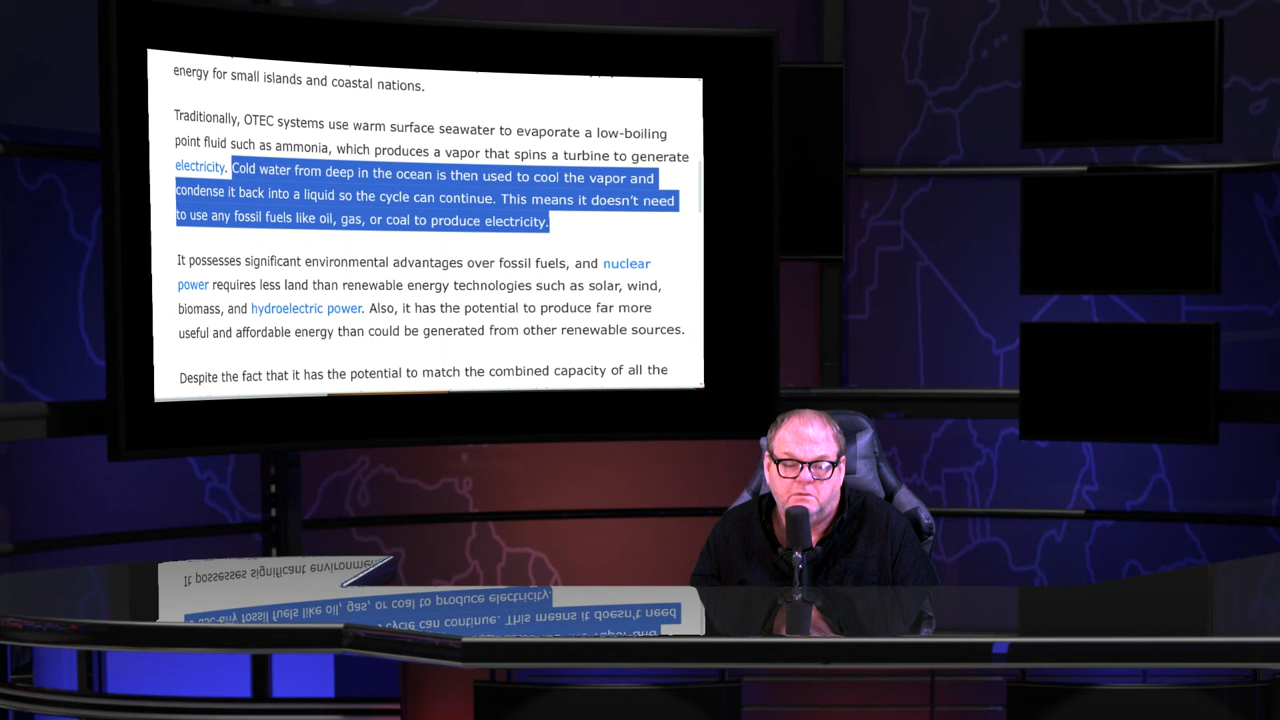 energy for small islands and coastal nations.
Traditionally, OTEC systems use warm surface seawater to evaporate a low-boiling
point fluid such as ammonia, which produces a vapor that spins a turbine to generate
electricity. Cold water from deep in the ocean is then used to cool the vapor and
condense it back into a liquid so the cycle can continue. This means it doesn’t need
to use any fossil fuels like oil, gas, or coal to produce electricity.
It possesses significant environmental advantages over fossil fuels, and nuclear
power requires less land than renewable energy technologies such as solar, wind,
biomass, and hydroelectric power. Also, it has the potential to produce far more
useful and affordable energy than could be generated from other renewable sources.
Despite the fact that it has the potential to match the combined capacity of all the